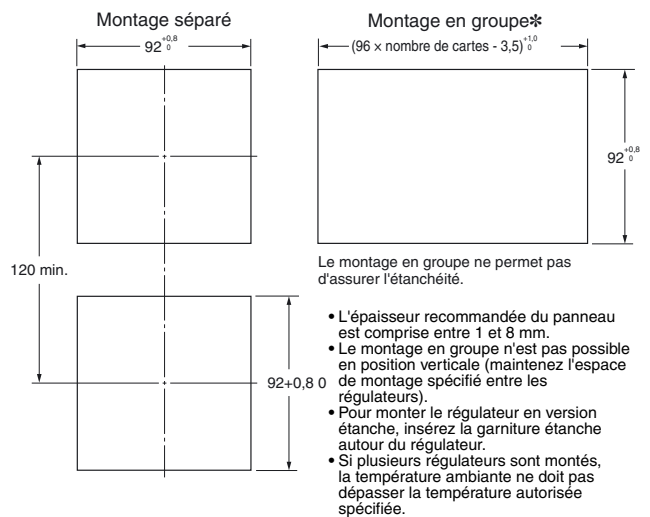 Montage séparé
92 +0,8 0
120 min.
92+0,8 0
Montage en groupe✻
(96 x nombre de cartes - 3,5) +1,0 0
92 +0,8 0
Le montage en groupe ne permet pas
d'assurer l'étanchéité.
• L'épaisseur recommandée du panneau
est comprise entre 1 et 8 mm.
• Le montage en groupe n'est pas possible
en position verticale (maintenez l'espace
de montage spécifié entre les
régulateurs).
• Pour monter le régulateur en version
étanche, insérez la garniture étanche
autour du régulateur.
• Si plusieurs régulateurs sont montés,
la température ambiante ne doit pas
dépasser la température autorisée
spécifiée.